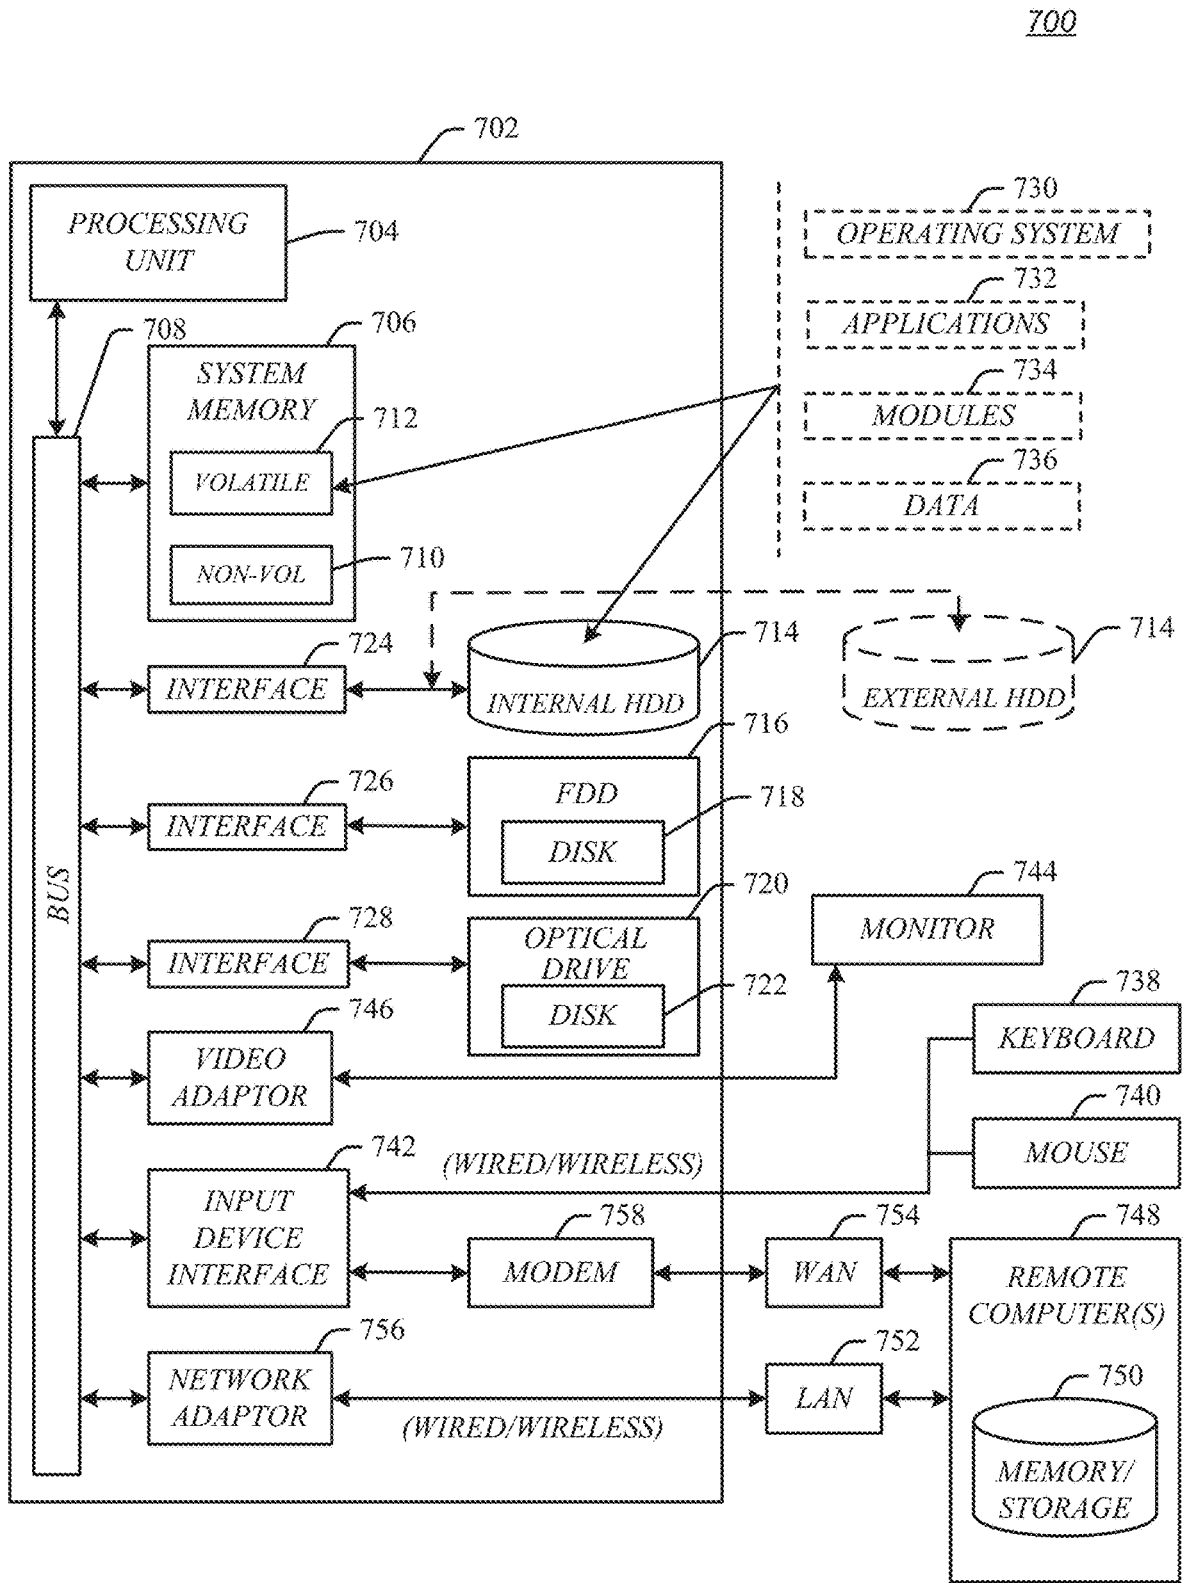 700
702
PROCESSING
UNIT
704
730
OPERATING SYSTEM
708
706
SYSTEM
MEMORY
732
APPLICATIONS
712
VOLATILE
734
MODULES
736
DATA
710
NON-VOL
724
INTERFACE
714
INTERNAL HDD
714
EXTERNAL HDD
716
FDD
726
INTERFACE
718
DISK
BUS
720
OPTICAL
DRIVE
728
INTERFACE
722
DISK
744
MONITOR
738
KEYBOARD
746
VIDEO
ADAPTOR
740
MOUSE
742
INPUT
DEVICE
INTERFACE
(WIRED/WIRELESS)
758
MODEM
754
WAN
748
REMOTE
COMPUTER(S)
756
NETWORK
ADAPTOR
(WIRED/WIRELESS)
752
LAN
750
MEMORY/
STORAGE